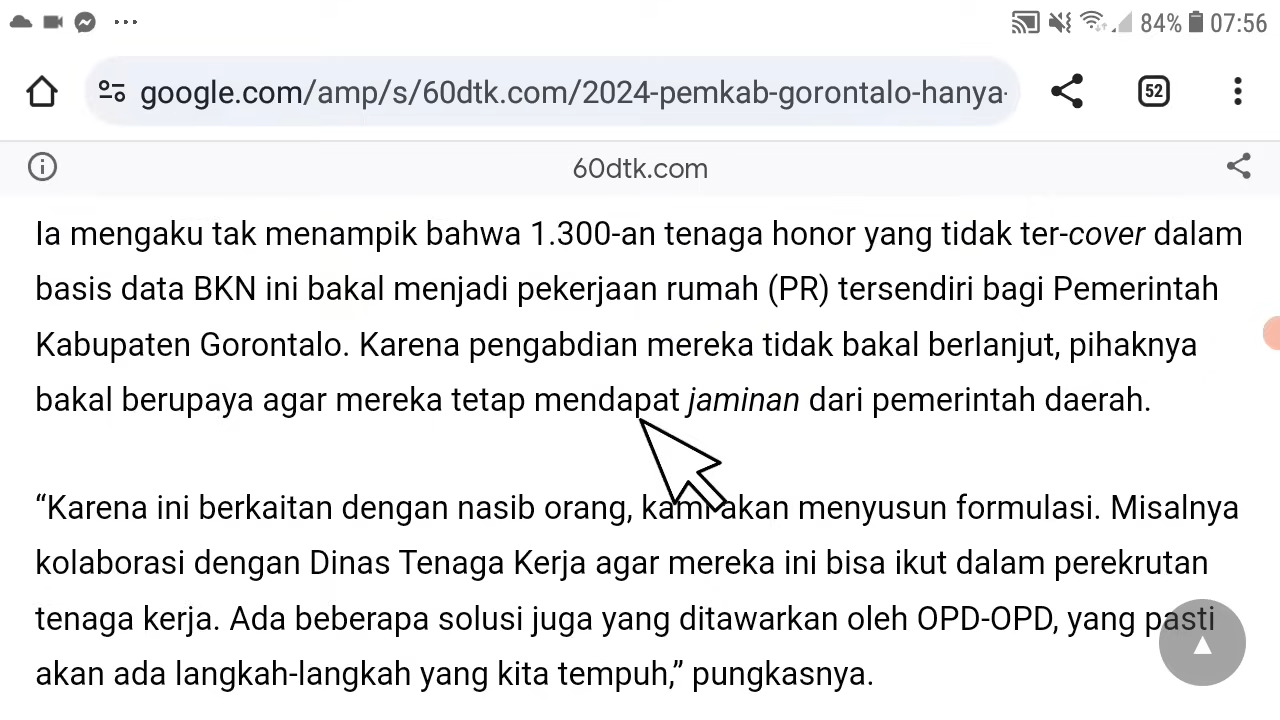 84% 07:56
google.com/amp/s/60dtk.com/2024-pemkab-gorontalo-hanya-
52
60dtk.com
Ia mengaku tak menampik bahwa 1.300-an tenaga honor yang tidak ter-cover dalam
basis data BKN ini bakal menjadi pekerjaan rumah (PR) tersendiri bagi Pemerintah
Kabupaten Gorontalo. Karena pengabdian mereka tidak bakal berlanjut, pihaknya
bakal berupaya agar mereka tetap mendapat jaminan dari pemerintah daerah.
“Karena ini berkaitan dengan nasib orang, kami akan menyusun formulasi. Misalnya
kolaborasi dengan Dinas Tenaga Kerja agar mereka ini bisa ikut dalam perekrutan
tenaga kerja. Ada beberapa solusi juga yang ditawarkan oleh OPD-OPD, yang pasti
akan ada langkah-langkah yang kita tempuh,” pungkasnya.